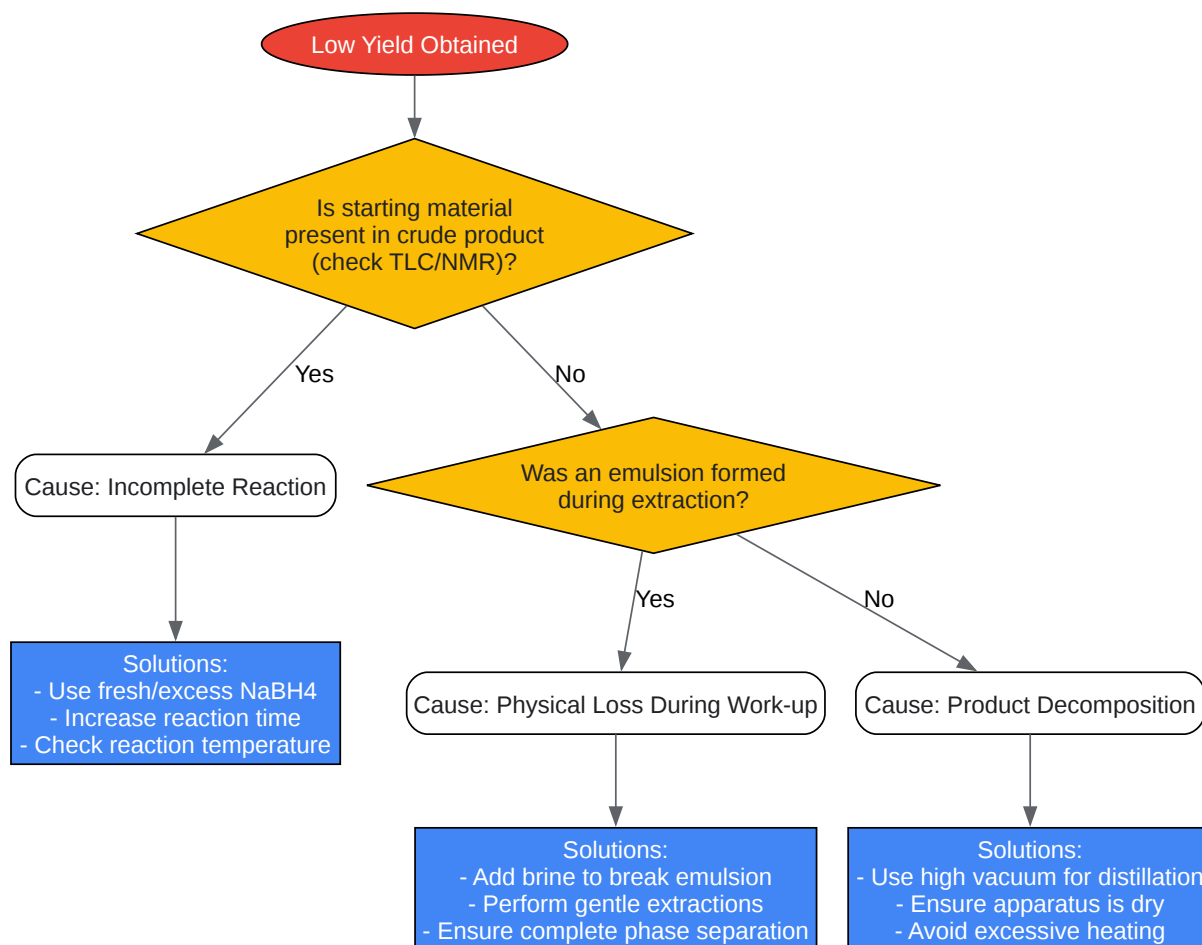 Low Yield Obtained
Is starting material
present in crude product
(check TLC/NMR)?
Yes
No
Cause: Incomplete Reaction
Was an emulsion formed
during extraction?
Solutions:
- Use fresh/excess NaBH4
- Increase reaction time
- Check reaction temperature
Yes
No
Cause: Physical Loss During Work-up
Cause: Product Decomposition
Solutions:
- Add brine to break emulsion
- Perform gentle extractions
- Ensure complete phase separation
Solutions:
- Use high vacuum for distillation
- Ensure apparatus is dry
- Avoid excessive heating